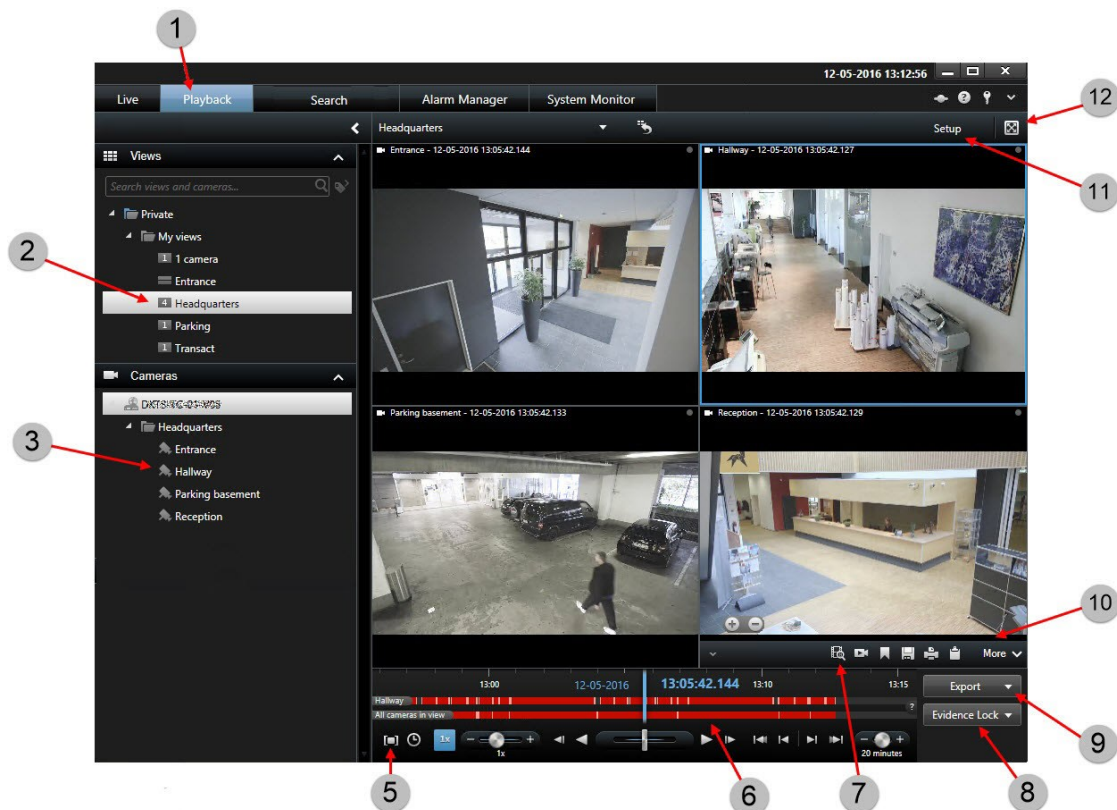 1
12-05-2016 13:12:56
Live Playback Search Alarm Manager System Monitor
12
Headquarters Setup
11
Views
Entrance - 12-05-2016 13:05:42.144
Hallway - 12-05-2016 13:05:42.127
Search views and cameras...
Private
My views
2
1 1 camera
Entrance
4 Headquarters
1 Parking
1 Transact
Cameras
Parking basement - 12-05-2016 13:05:42.133
Reception - 12-05-2016 13:05:42.129
3
Headquarters
Entrance
Hallway
Parking basement
Reception
10
More
13:00 12-05-2016 13:05:42.144 13:10 13:15
Export
Hallway
All cameras in view
?
Evidence Lock
1x
1x
20 minutes
9
5
6
7
8